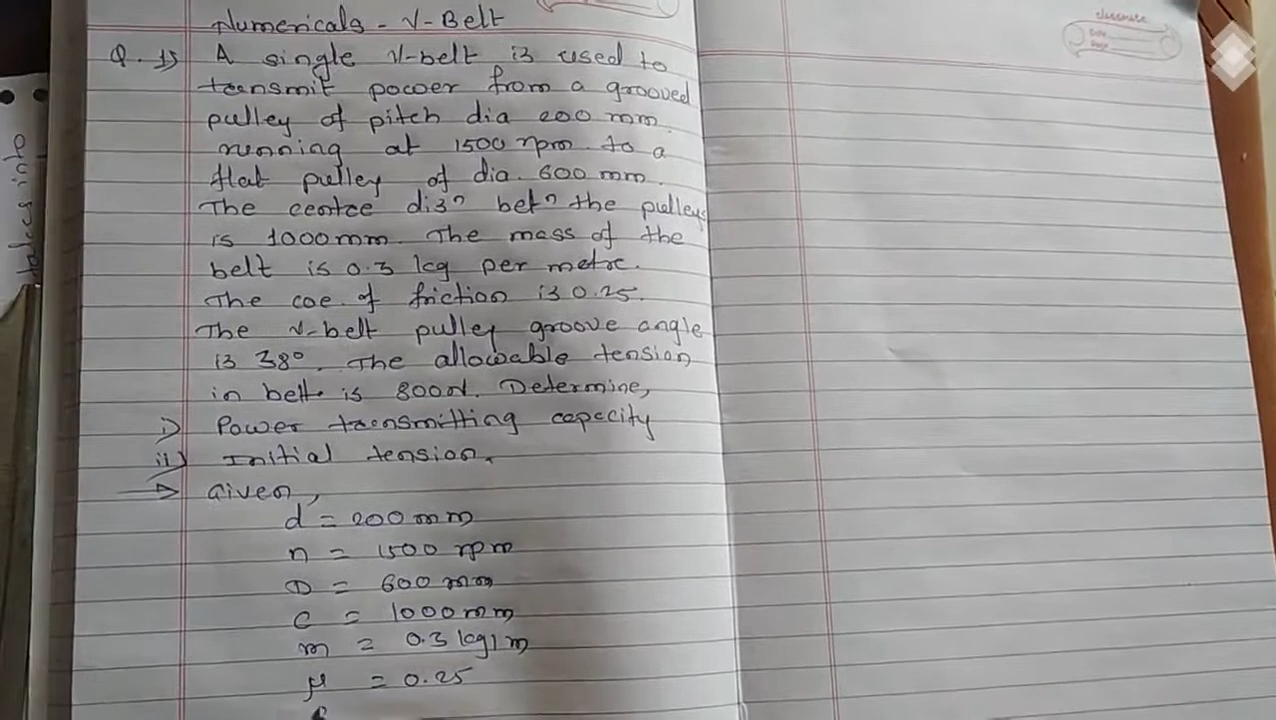 Numericals - V-Belt
Q. 1) A single V-belt is used to
transmit power from a grooved
pulley of pitch dia 200 mm
running at 1500 rpm to a
flat pulley of dia. 600 mm.
The centre disn betn the pulleys
is 1000mm. The mass of the
belt is 0.3 kg per metre.
The coe. of friction is 0.25.
The V-belt pulley groove angle
is 38°. The allowable tension
in belt is 800N. Determine,
i) Power transmitting capacity
ii) Initial tension.
Given,
d = 200 mm
n = 1500 rpm
D = 600 mm
C = 1000 mm
m = 0.3 kg/m
μ = 0.25